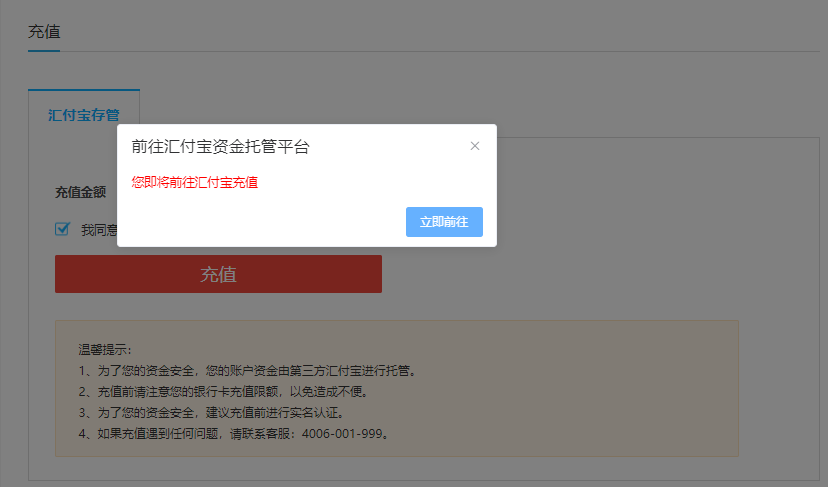 充值
汇付宝存管
前往汇付宝资金托管平台
您即将前往汇付宝充值
充值金额
立即前往
我同意
充值
温馨提示：
1、为了您的资金安全，您的账户资金由第三方汇付宝进行托管。
2、充值前请注意您的银行卡充值限额，以免造成不便。
3、为了您的资金安全，建议充值前进行实名认证。
4、如果充值遇到任何问题，请联系客服：4006-001-999。